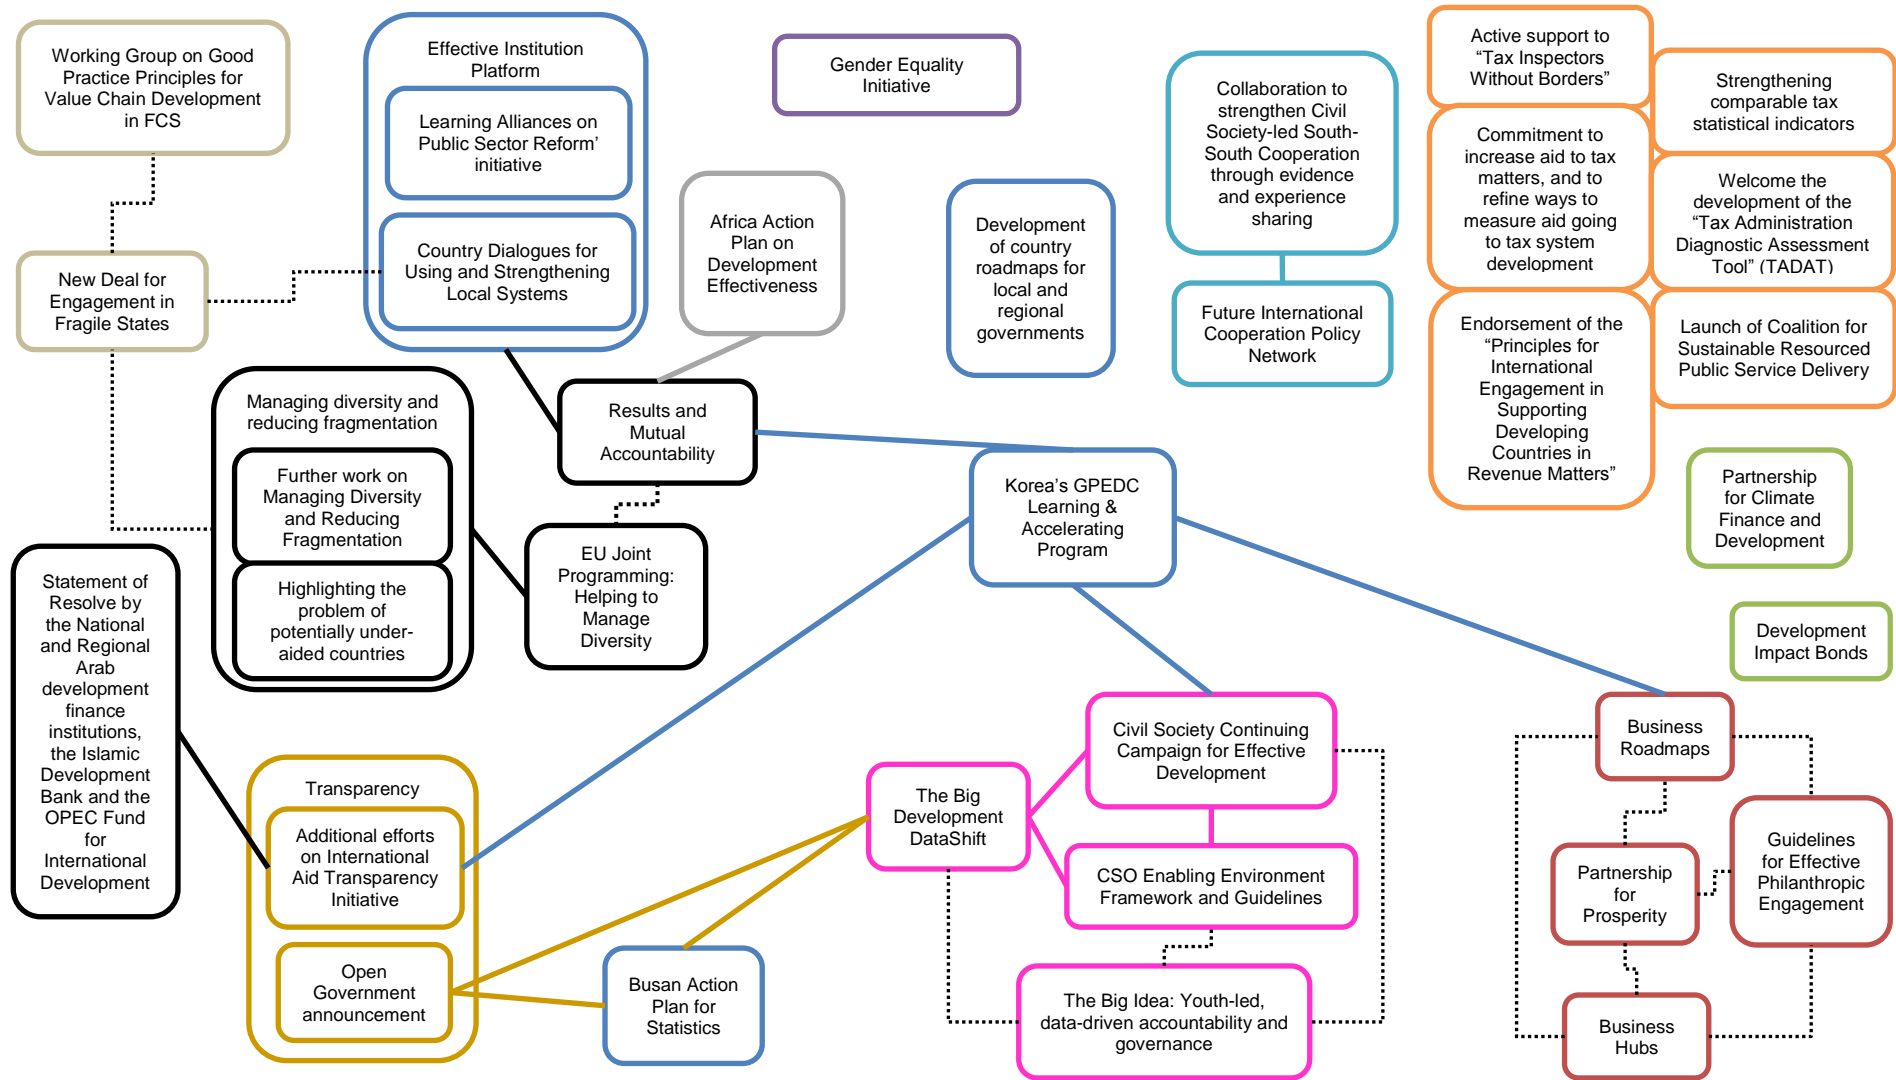 Working Group on Good
Practice Principles for
Value Chain Development
in FCS
Effective Institution
Platform
Learning Alliances on
Public Sector Reform’
initiative
Country Dialogues for
Using and Strengthening
Local Systems
Gender Equality
Initiative
Collaboration to
strengthen Civil
Society-led South-
South Cooperation
through evidence
and experience
sharing
Future International
Cooperation Policy
Network
Active support to
“Tax Inspectors
Without Borders”
Strengthening
comparable tax
statistical indicators
Commitment to
increase aid to tax
matters, and to
refine ways to
measure aid going
to tax system
development
Welcome the
development of the
“Tax Administration
Diagnostic Assessment
Tool” (TADAT)
Endorsement of the
“Principles for
International
Engagement in
Supporting
Developing
Countries in
Revenue Matters”
Launch of Coalition for
Sustainable Resourced
Public Service Delivery
New Deal for
Engagement in
Fragile States
Africa Action
Plan on
Development
Effectiveness
Development
of country
roadmaps for
local and
regional
governments
Managing diversity and
reducing fragmentation
Further work on
Managing Diversity
and Reducing
Fragmentation
Highlighting the
problem of
potentially under-
aided countries
Results and
Mutual
Accountability
EU Joint
Programming:
Helping to
Manage
Diversity
Korea’s GPEDC
Learning &
Accelerating
Program
Partnership
for Climate
Finance and
Development
Development
Impact Bonds
Statement of
Resolve by
the National
and Regional
Arab
development
finance
institutions,
the Islamic
Development
Bank and the
OPEC Fund
for
International
Development
Transparency
Additional efforts
on International
Aid Transparency
Initiative
Open
Government
announcement
Busan Action
Plan for
Statistics
The Big
Development
DataShift
Civil Society Continuing
Campaign for Effective
Development
CSO Enabling Environment
Framework and Guidelines
The Big Idea: Youth-led,
data-driven accountability and
governance
Business
Roadmaps
Partnership
for
Prosperity
Guidelines
for Effective
Philanthropic
Engagement
Business
Hubs